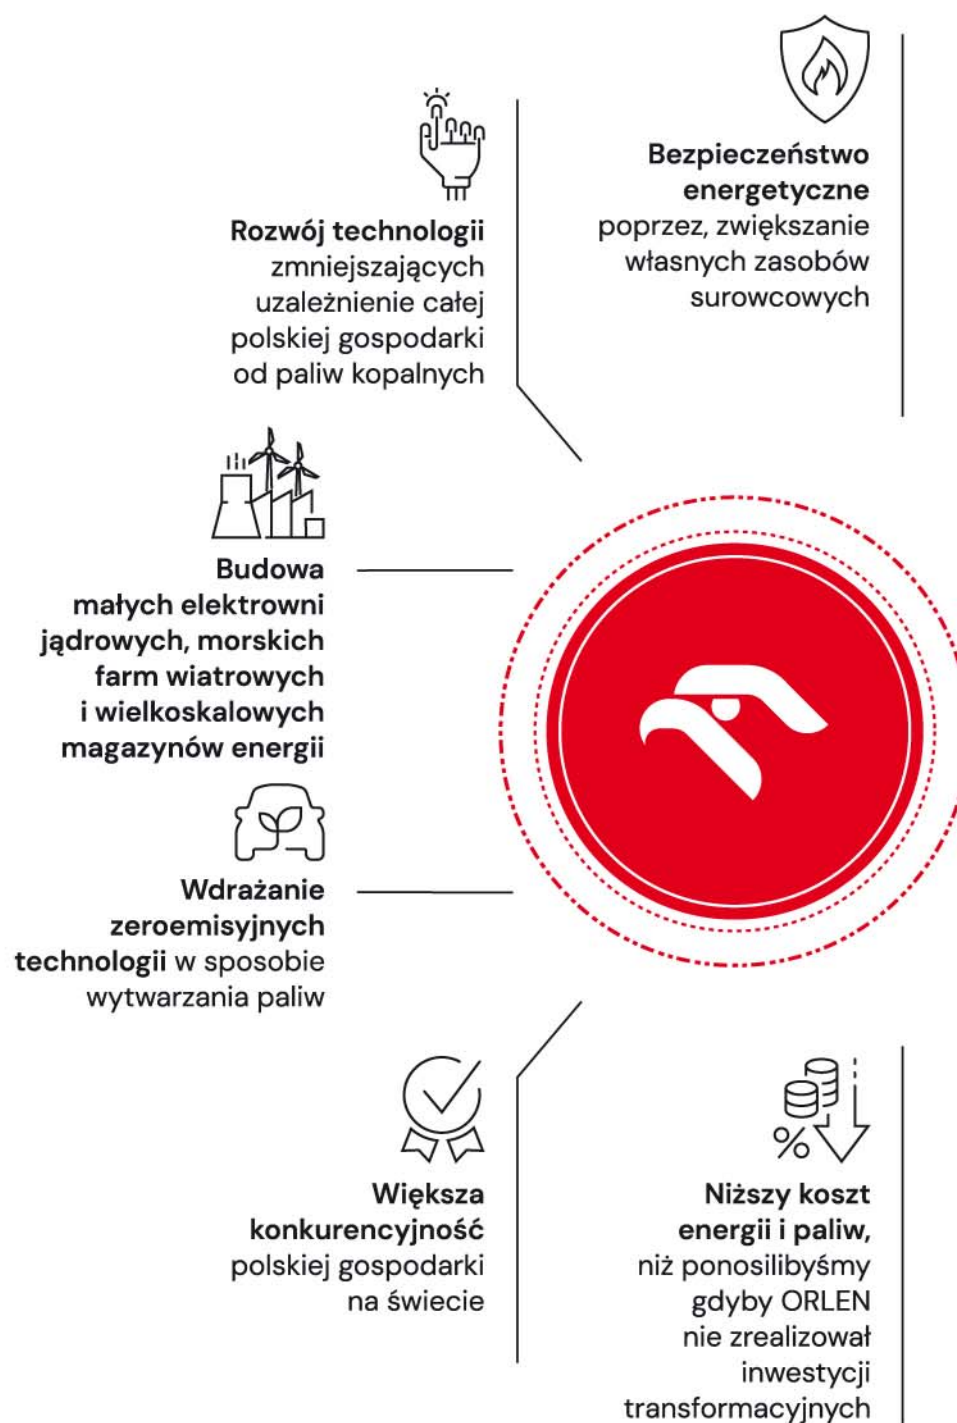 Bezpieczeństwo
energetyczne
poprzez, zwiększanie
własnych zasobów
surowcowych
Rozwój technologii
zmniejszających
uzależnienie całej
polskiej gospodarki
od paliw kopalnych
Budowa
małych elektrowni
jądrowych, morskich
farm wiatrowych
i wielkoskalowych
magazynów energii
Wdrażanie
zeroemisyjnych
technologii w sposobie
wytwarzania paliw
Większa
konkurencyjność
polskiej gospodarki
na świecie
%
Niższy koszt
energii i paliw,
niż ponosilibyśmy
gdyby ORLEN
nie zrealizował
inwestycji
transformacyjnych